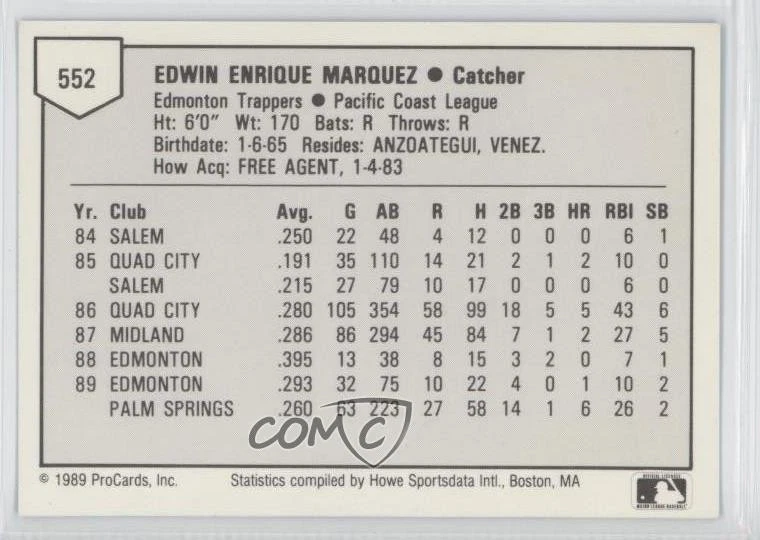 552
EDWIN ENRIQUE MARQUEZ ● Catcher
Edmonton Trappers ● Pacific Coast League
Ht: 6'0" Wt: 170 Bats: R Throws: R
Birthdate: 1-6-65 Resides: ANZOATEGUI, VENEZ.
How Acq: FREE AGENT, 1-4-83
Yr. Club Avg. G AB R H 2B 3B HR RBI SB
84 SALEM .250 22 48 4 12 0 0 0 6 1
85 QUAD CITY .191 35 110 14 21 2 1 2 10 0
SALEM .215 27 79 10 17 0 0 0 6 0
86 QUAD CITY .280 105 354 58 99 18 5 5 43 6
87 MIDLAND .286 86 294 45 84 7 1 2 27 5
88 EDMONTON .395 13 38 8 15 3 2 0 7 1
89 EDMONTON .293 32 75 10 22 4 0 1 10 2
PALM SPRINGS .260 63 223 27 58 14 1 6 26 2
COMC
© 1989 ProCards, Inc. Statistics compiled by Howe Sportsdata Intl., Boston, MA
OFFICIAL LICENSEE
MAJOR LEAGUE BASEBALL